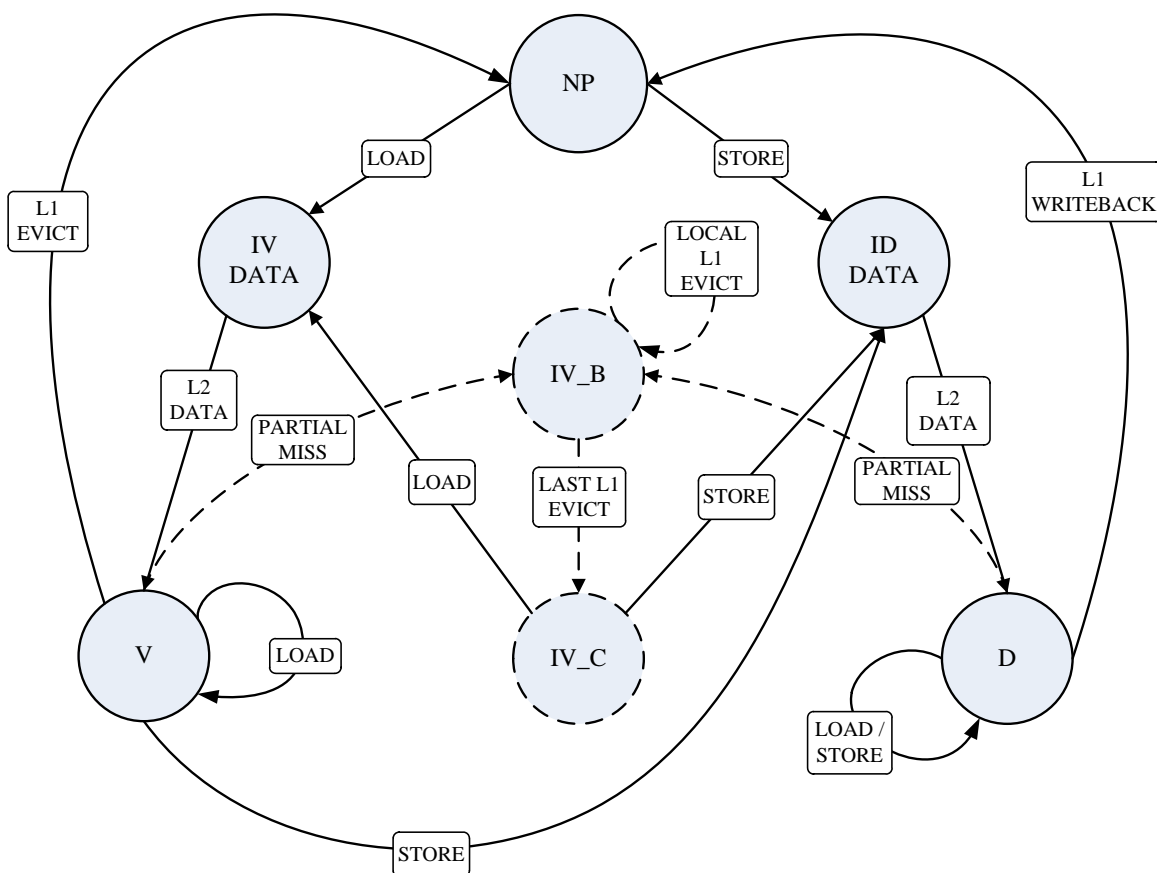 NP
LOAD
STORE
L1
WRITEBACK
L1
EVICT
IV
DATA
LOCAL
L1
EVICT
ID
DATA
IV_B
L2
DATA
L2
DATA
PARTIAL
MISS
PARTIAL
MISS
LOAD
LAST L1
EVICT
STORE
V
LOAD
IV_C
D
LOAD /
STORE
STORE